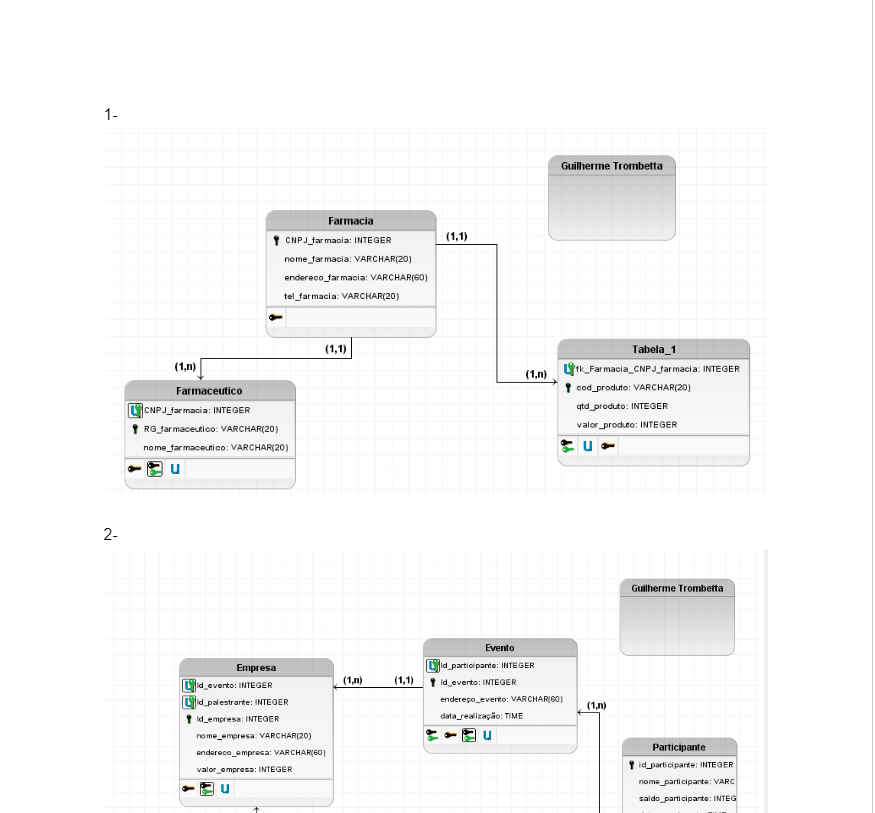 1-
Guilherme Trombetta
Farmacia
CNPJ_farmacia: INTEGER
nome_farmacia: VARCHAR(20)
endereco_farmacia: VARCHAR(60)
tel_farmacia: VARCHAR(20)
(1,1)
(1,1)
(1,n)
(1,n)
Tabela_1
fk_Farmacia_CNPJ_farmacia: INTEGER
cod_produto: VARCHAR(20)
qtd_produto: INTEGER
valor_produto: INTEGER
U
Farmaceutico
CNPJ_farmacia: INTEGER
RG_farmaceutico: VARCHAR(20)
nome_farmaceutico: VARCHAR(20)
U
2-
Guilherme Trombetta
Evento
Id_participante: INTEGER
Id_evento: INTEGER
endereço_evento: VARCHAR(60)
data_realização: TIME
U
Empresa
Id_evento: INTEGER
Id_palestrante: INTEGER
Id_empresa: INTEGER
nome_empresa: VARCHAR(20)
endereco_empresa: VARCHAR(60)
valor_empresa: INTEGER
U
(1,n) (1,1)
(1,n)
Participante
id_participante: INTEGER
nome_participante: VARC
saldo_participante: INTEG